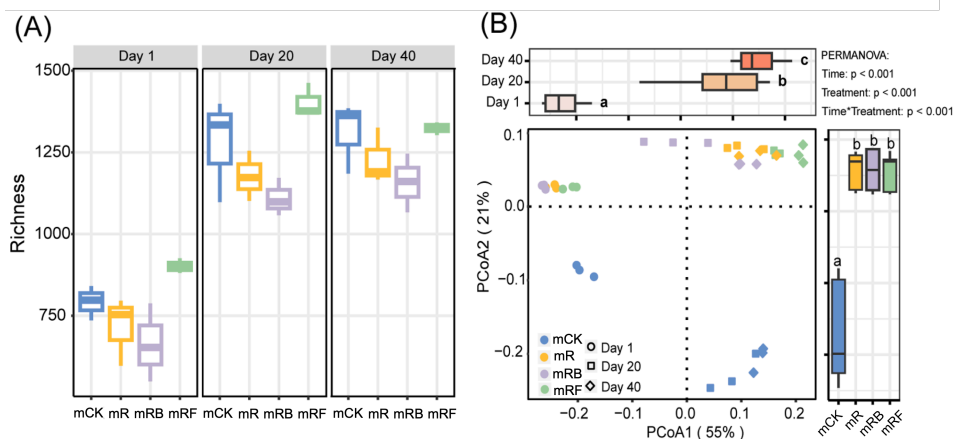 (A)
Day 1 Day 20 Day 40
1500
1250
1000
750
Richness
mCK mR mRB mRF mCK mR mRB mRF mCK mR mRB mRF
(B)
Day 40 c
Day 20 b
Day 1 a
PERMANOVA:
Time: p < 0.001
Treatment: p < 0.001
Time*Treatment: p < 0.001
0.1
0.0
−0.1
−0.2
PCoA2 ( 21% )
mCK Day 1
mR Day 20
mRB Day 40
mRF
−0.2 −0.1 0.0 0.1 0.2
PCoA1 ( 55% )
a b b b
mCK mR mRB mRF